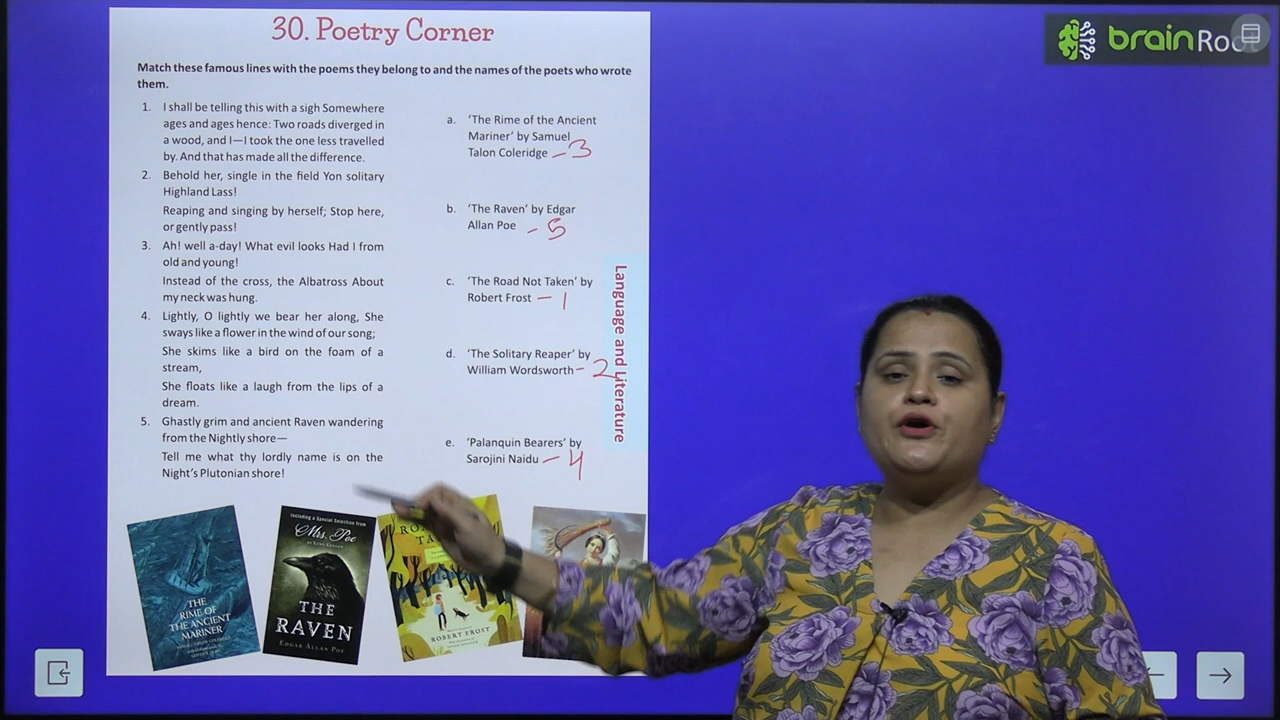 30. Poetry Corner
brainRoot
Match these famous lines with the poems they belong to and the names of the poets who wrote
them.
1. I shall be telling this with a sigh Somewhere
ages and ages hence: Two roads diverged in
a wood, and I—I took the one less travelled
by. And that has made all the difference.
2. Behold her, single in the field Yon solitary
Highland Lass!
Reaping and singing by herself; Stop here,
or gently pass!
3. Ah! well a-day! What evil looks Had I from
old and young!
Instead of the cross, the Albatross About
my neck was hung.
4. Lightly, O lightly we bear her along, She
sways like a flower in the wind of our song;
She skims like a bird on the foam of a
stream,
She floats like a laugh from the lips of a
dream.
5. Ghastly grim and ancient Raven wandering
from the Nightly shore—
Tell me what thy lordly name is on the
Night's Plutonian shore!
a. 'The Rime of the Ancient
Mariner' by Samuel
Talon Coleridge – 3
b. 'The Raven' by Edgar
Allan Poe – 5
c. 'The Road Not Taken' by
Robert Frost – 1
d. 'The Solitary Reaper' by
William Wordsworth – 2
e. 'Palanquin Bearers' by
Sarojini Naidu – 4
Language and Literature
THE
RIME OF
THE ANCIENT
MARINER
Including a Special Selection from
Mrs. Poe
THE
RAVEN
EDGAR ALLAN POE
RO
TA
ROBERT FROST